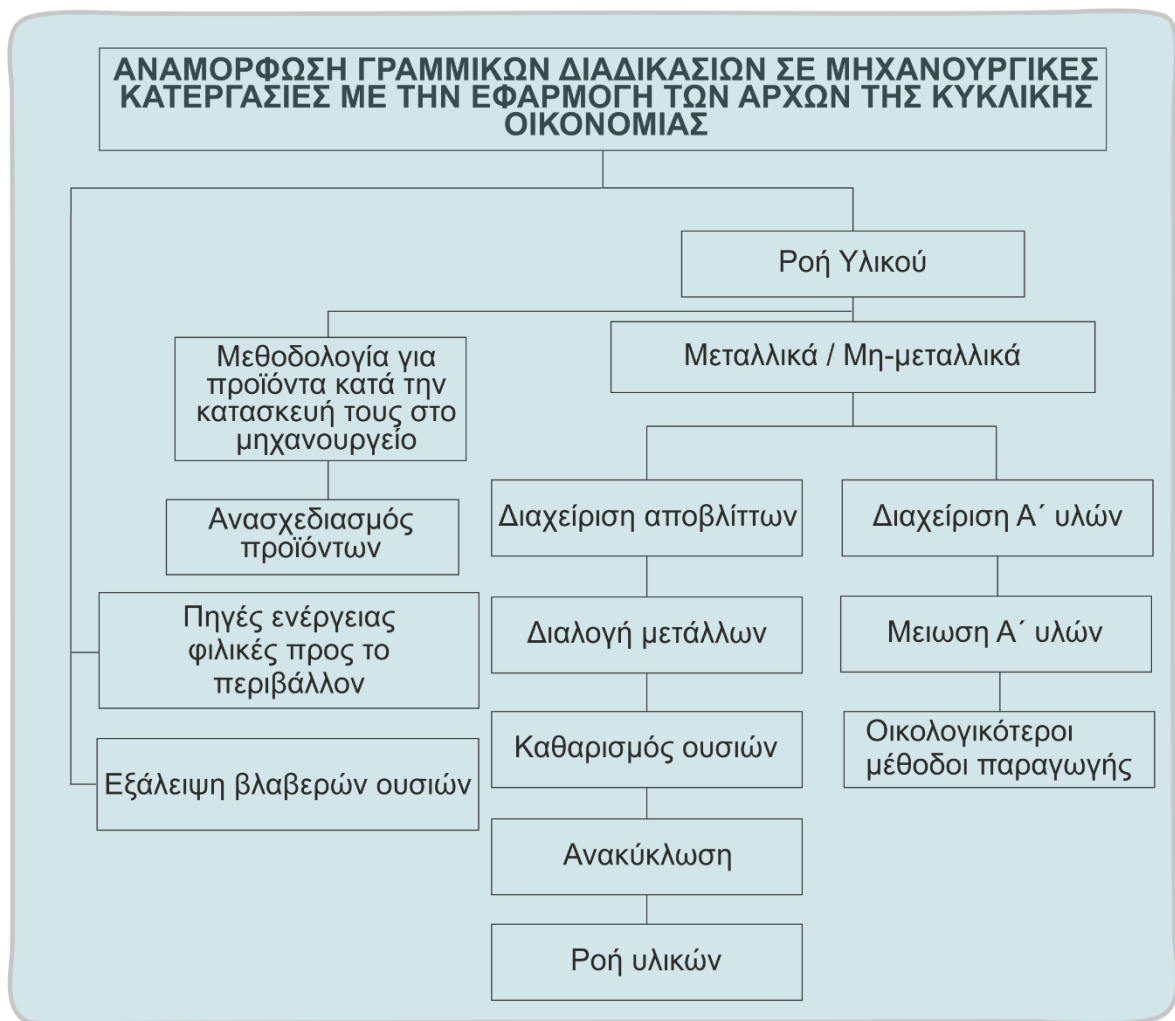 ΑΝΑΜΟΡΦΩΣΗ ΓΡΑΜΜΙΚΩΝ ΔΙΑΔΙΚΑΣΙΩΝ ΣΕ ΜΗΧΑΝΟΥΡΓΙΚΕΣ
ΚΑΤΕΡΓΑΣΙΕΣ ΜΕ ΤΗΝ ΕΦΑΡΜΟΓΗ ΤΩΝ ΑΡΧΩΝ ΤΗΣ ΚΥΚΛΙΚΗΣ
ΟΙΚΟΝΟΜΙΑΣ
Ροή Υλικού
Μεθοδολογία για
προϊόντα κατά την
κατασκευή τους στο
μηχανουργείο
Μεταλλικά / Μη-μεταλλικά
Ανασχεδιασμός
προϊόντων
Διαχείριση αποβλίττων
Διαχείριση Α΄ υλών
Πηγές ενέργειας
φιλικές προς το
περιβάλλον
Διαλογή μετάλλων
Μειωση Α΄ υλών
Εξάλειψη βλαβερών ουσιών
Καθαρισμός ουσιών
Οικολογικότεροι
μέθοδοι παραγωγής
Ανακύκλωση
Ροή υλικών